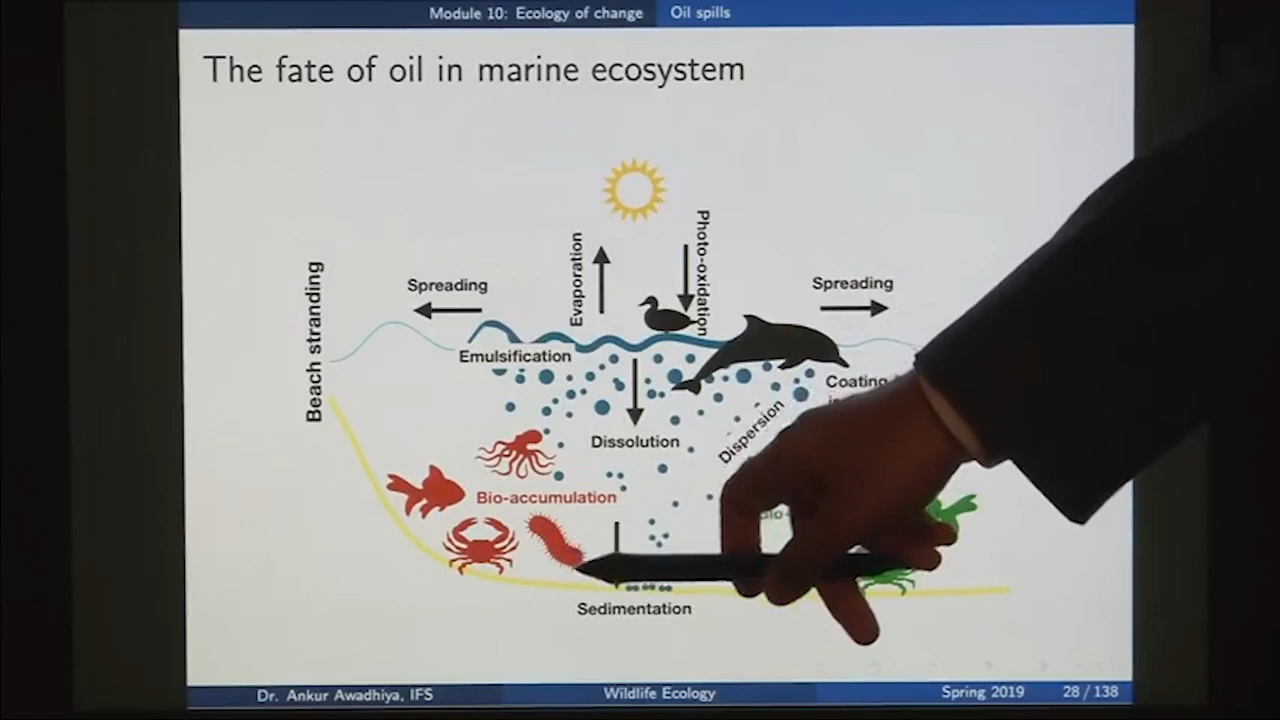 Module 10: Ecology of change Oil spills
The fate of oil in marine ecosystem
Beach stranding
Spreading
Evaporation
Photo-oxidation
Spreading
Emulsification
Coating
Dispersion
Dissolution
Bio-accumulation
Sedimentation
Dr. Ankur Awadhiya, IFS Wildlife Ecology Spring 2019 28 / 138